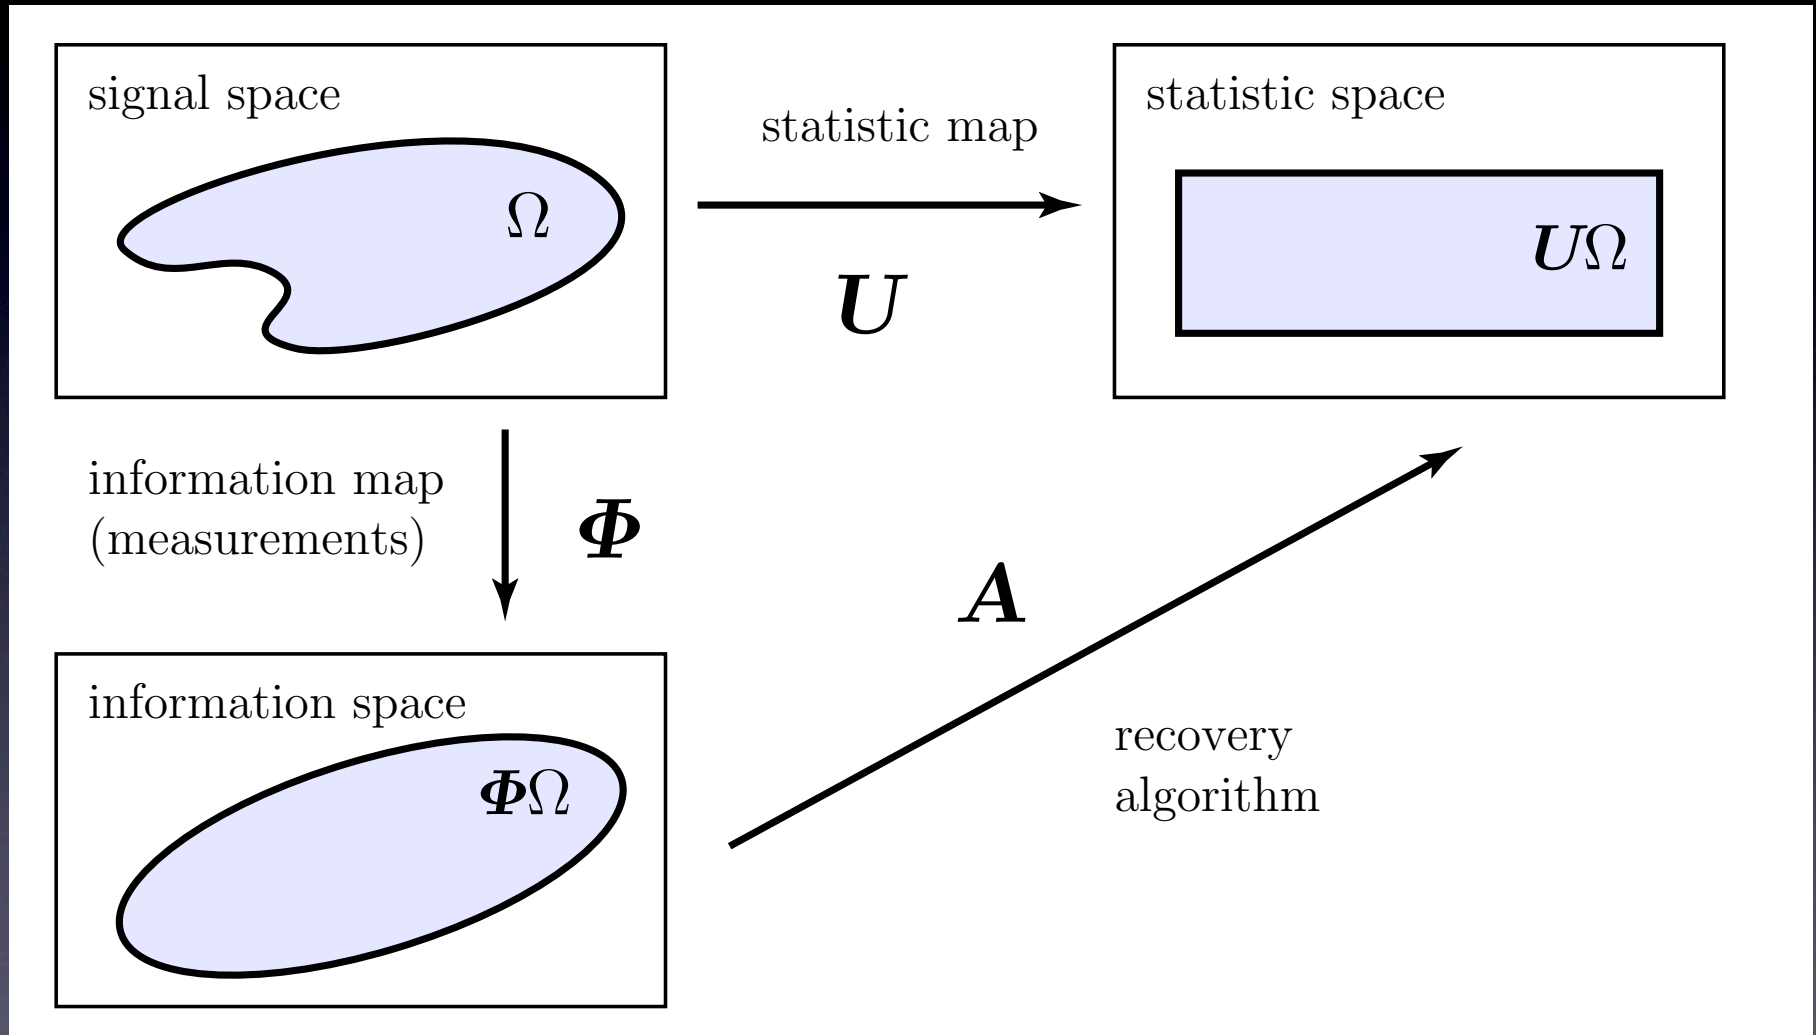 signal space
Ω
statistic map
U
statistic space
UΩ
information map
(measurements)
Φ
A
information space
ΦΩ
recovery
algorithm